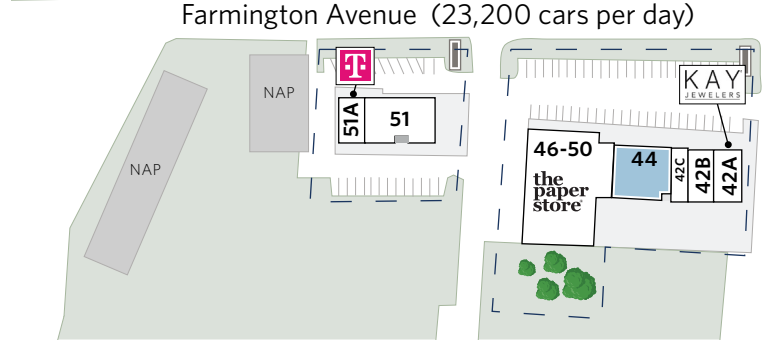 Farmington Avenue (23,200 cars per day)
T
NAP
KAY
JEWELERS
51A
51
46-50
44
42C
42B
42A
NAP
the
paper
store